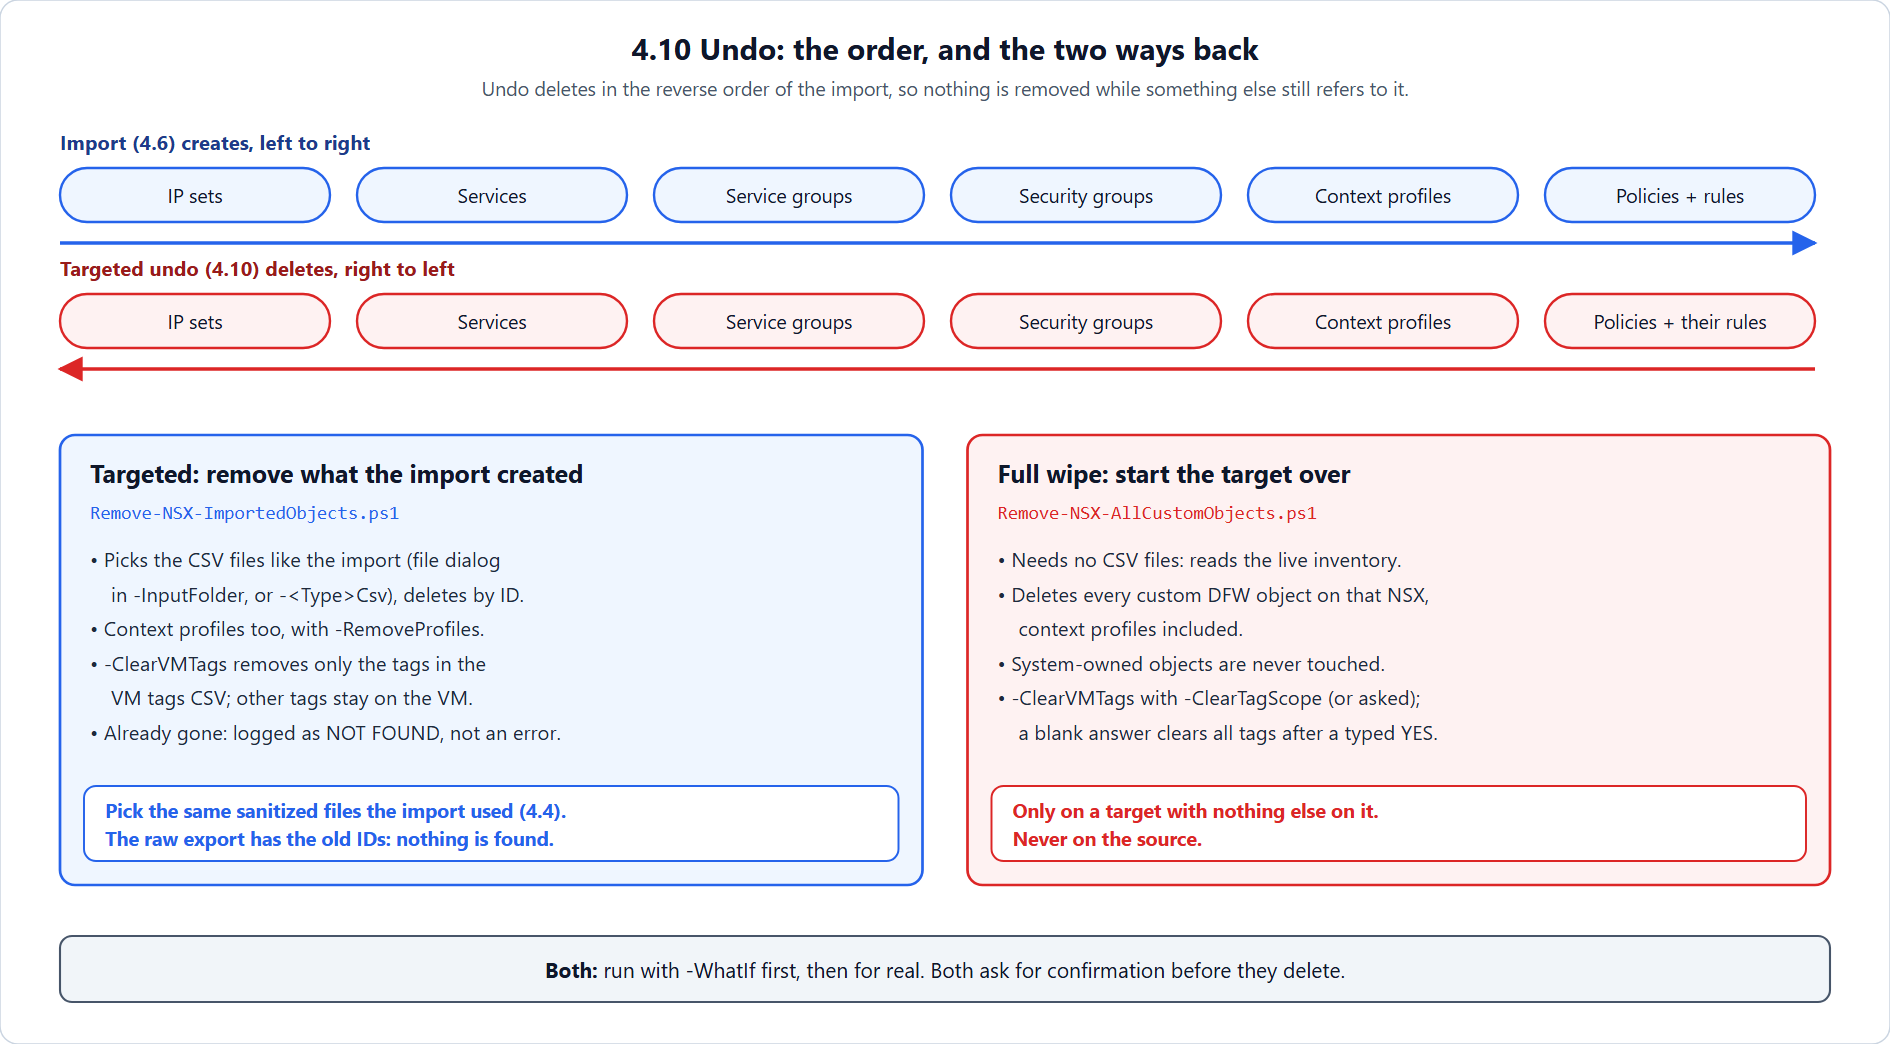 4.10 Undo: the order, and the two ways back
Undo deletes in the reverse order of the import, so nothing is removed while something else still refers to it.
Import (4.6) creates, left to right
IP sets
Services
Service groups
Security groups
Context profiles
Policies + rules
Targeted undo (4.10) deletes, right to left
IP sets
Services
Service groups
Security groups
Context profiles
Policies + their rules
Targeted: remove what the import created
Remove-NSX-ImportedObjects.ps1
• Picks the CSV files like the import (file dialog
in -InputFolder, or -<Type>Csv), deletes by ID.
• Context profiles too, with -RemoveProfiles.
• -ClearVMTags removes only the tags in the
VM tags CSV; other tags stay on the VM.
• Already gone: logged as NOT FOUND, not an error.
Pick the same sanitized files the import used (4.4).
The raw export has the old IDs: nothing is found.
Full wipe: start the target over
Remove-NSX-AllCustomObjects.ps1
• Needs no CSV files: reads the live inventory.
• Deletes every custom DFW object on that NSX,
context profiles included.
• System-owned objects are never touched.
• -ClearVMTags with -ClearTagScope (or asked);
a blank answer clears all tags after a typed YES.
Only on a target with nothing else on it.
Never on the source.
Both: run with -WhatIf first, then for real. Both ask for confirmation before they delete.